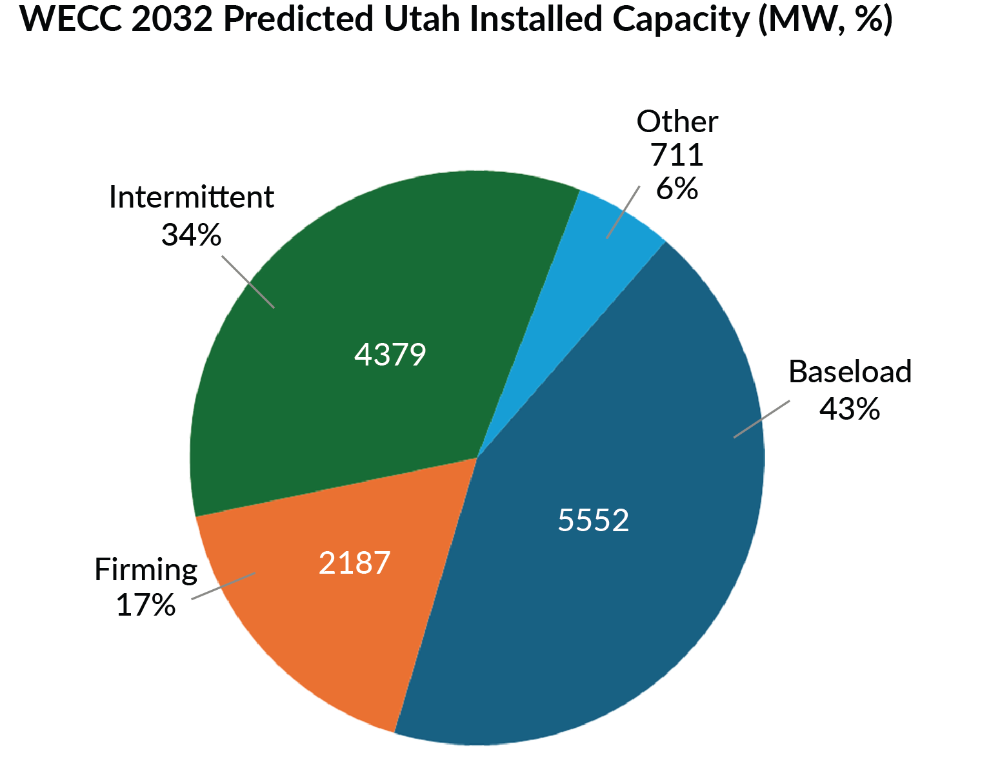 WECC 2032 Predicted Utah Installed Capacity (MW, %)
Other
711
6%
Intermittent
34%
4379
Baseload
43%
5552
Firming
17%
2187